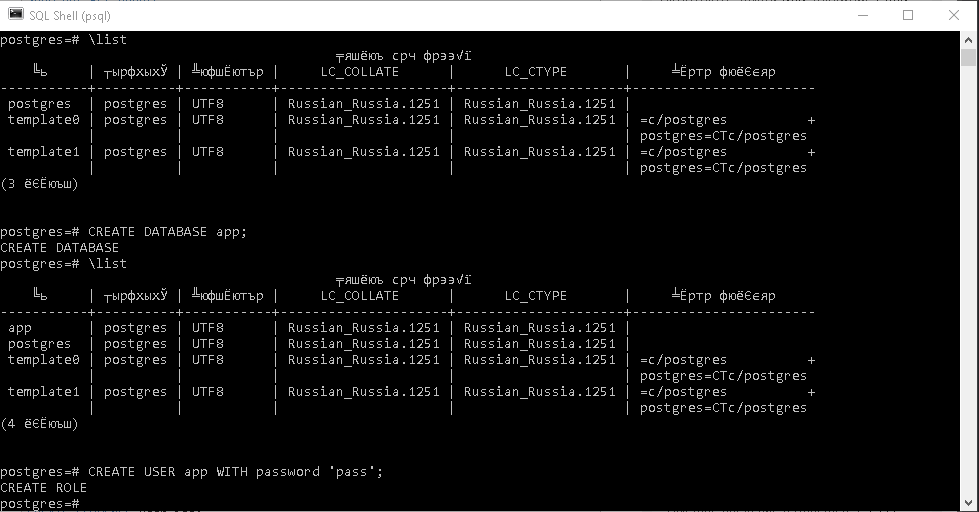 SQL Shell (psql)
postgres=# \list
╤яшёюъ срч фрээ√ї
╚ь | ┬ырфхыхЎ | ╩юфшЁютър | LC_COLLATE | LC_CTYPE | ╧Ёртр фюёЄєяр
-----------+----------+-----------+---------------------+---------------------+-----------------------
postgres | postgres | UTF8 | Russian_Russia.1251 | Russian_Russia.1251 |
template0 | postgres | UTF8 | Russian_Russia.1251 | Russian_Russia.1251 | =c/postgres +
| | | | | postgres=CTc/postgres
template1 | postgres | UTF8 | Russian_Russia.1251 | Russian_Russia.1251 | =c/postgres +
| | | | | postgres=CTc/postgres
(3 ёЄЁюъш)
postgres=# CREATE DATABASE app;
CREATE DATABASE
postgres=# \list
╤яшёюъ срч фрээ√ї
╚ь | ┬ырфхыхЎ | ╩юфшЁютър | LC_COLLATE | LC_CTYPE | ╧Ёртр фюёЄєяр
-----------+----------+-----------+---------------------+---------------------+-----------------------
app | postgres | UTF8 | Russian_Russia.1251 | Russian_Russia.1251 |
postgres | postgres | UTF8 | Russian_Russia.1251 | Russian_Russia.1251 |
template0 | postgres | UTF8 | Russian_Russia.1251 | Russian_Russia.1251 | =c/postgres +
| | | | | postgres=CTc/postgres
template1 | postgres | UTF8 | Russian_Russia.1251 | Russian_Russia.1251 | =c/postgres +
| | | | | postgres=CTc/postgres
(4 ёЄЁюъш)
postgres=# CREATE USER app WITH password 'pass';
CREATE ROLE
postgres=#